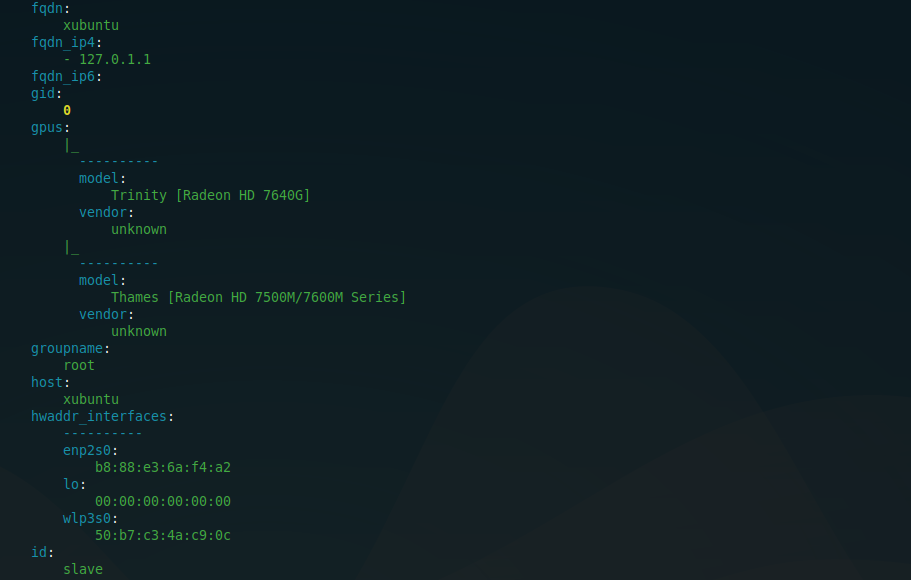 fqdn:
xubuntu
fqdn_ip4:
- 127.0.1.1
fqdn_ip6:
gid:
0
gpus:
|_
----------
model:
Trinity [Radeon HD 7640G]
vendor:
unknown
|_
----------
model:
Thames [Radeon HD 7500M/7600M Series]
vendor:
unknown
groupname:
root
host:
xubuntu
hwaddr_interfaces:
----------
enp2s0:
b8:88:e3:6a:f4:a2
lo:
00:00:00:00:00:00
wlp3s0:
50:b7:c3:4a:c9:0c
id:
slave